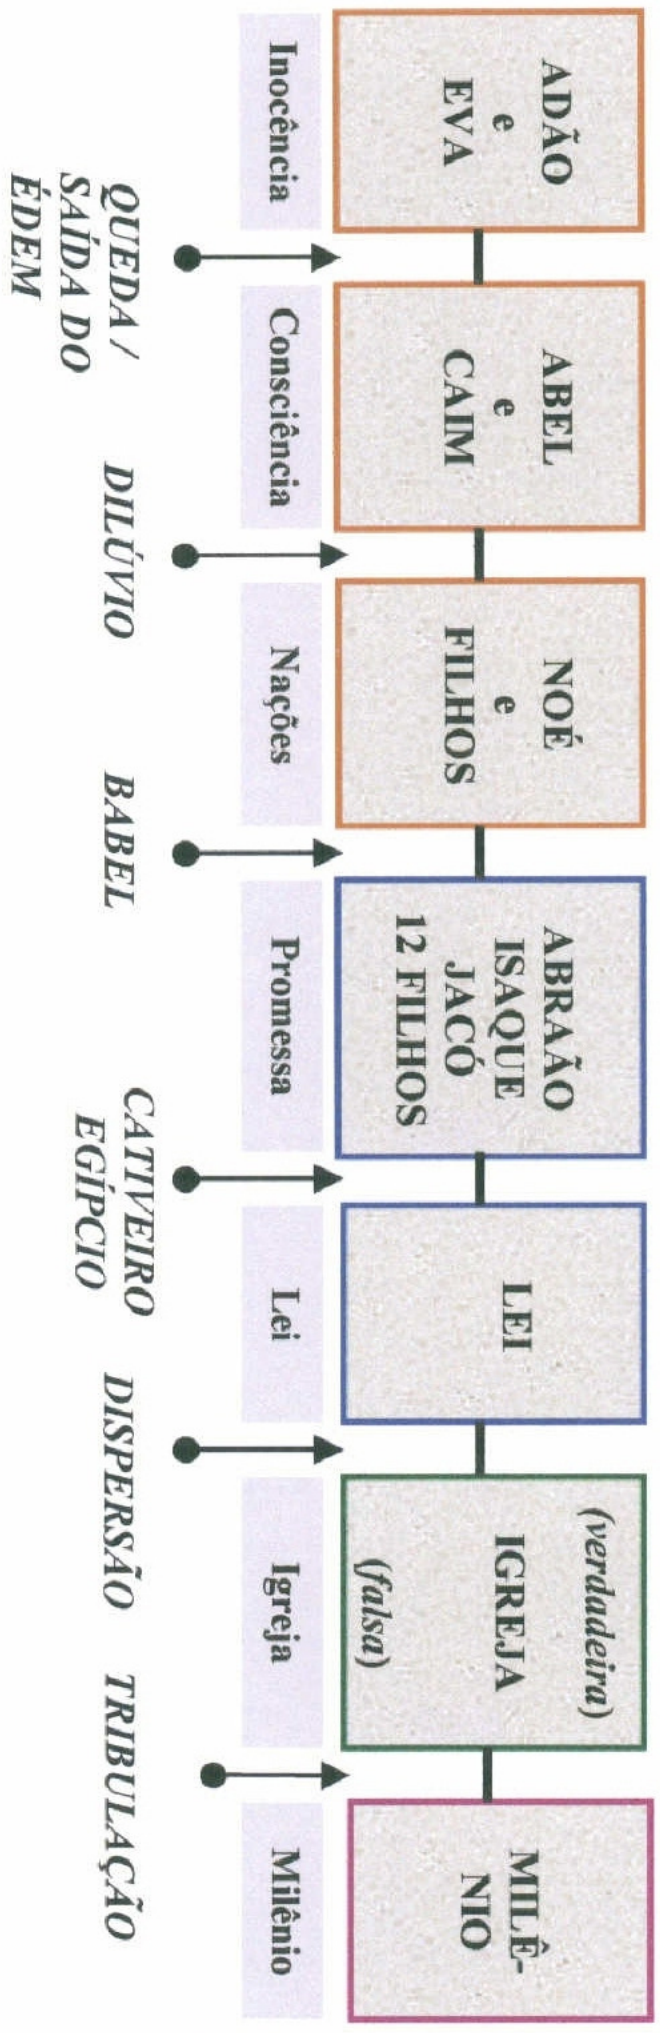 ADÃO
e
EVA
ABEL
e
CAIM
NOÉ
e
FILHOS
ABRAÃO
ISAQUE
JACÓ
12 FILHOS
LEI
(verdadeira)
IGREJA
(falsa)
MILÊ-
NIO
Inocência
Consciência
Nações
Promessa
Lei
Igreja
Milênio
QUEDA /
SAÍDA DO
ÉDEM
DILÚVIO
BABEL
CATIVEIRO
EGÍPCIO
DISPERSÃO
TRIBULAÇÃO